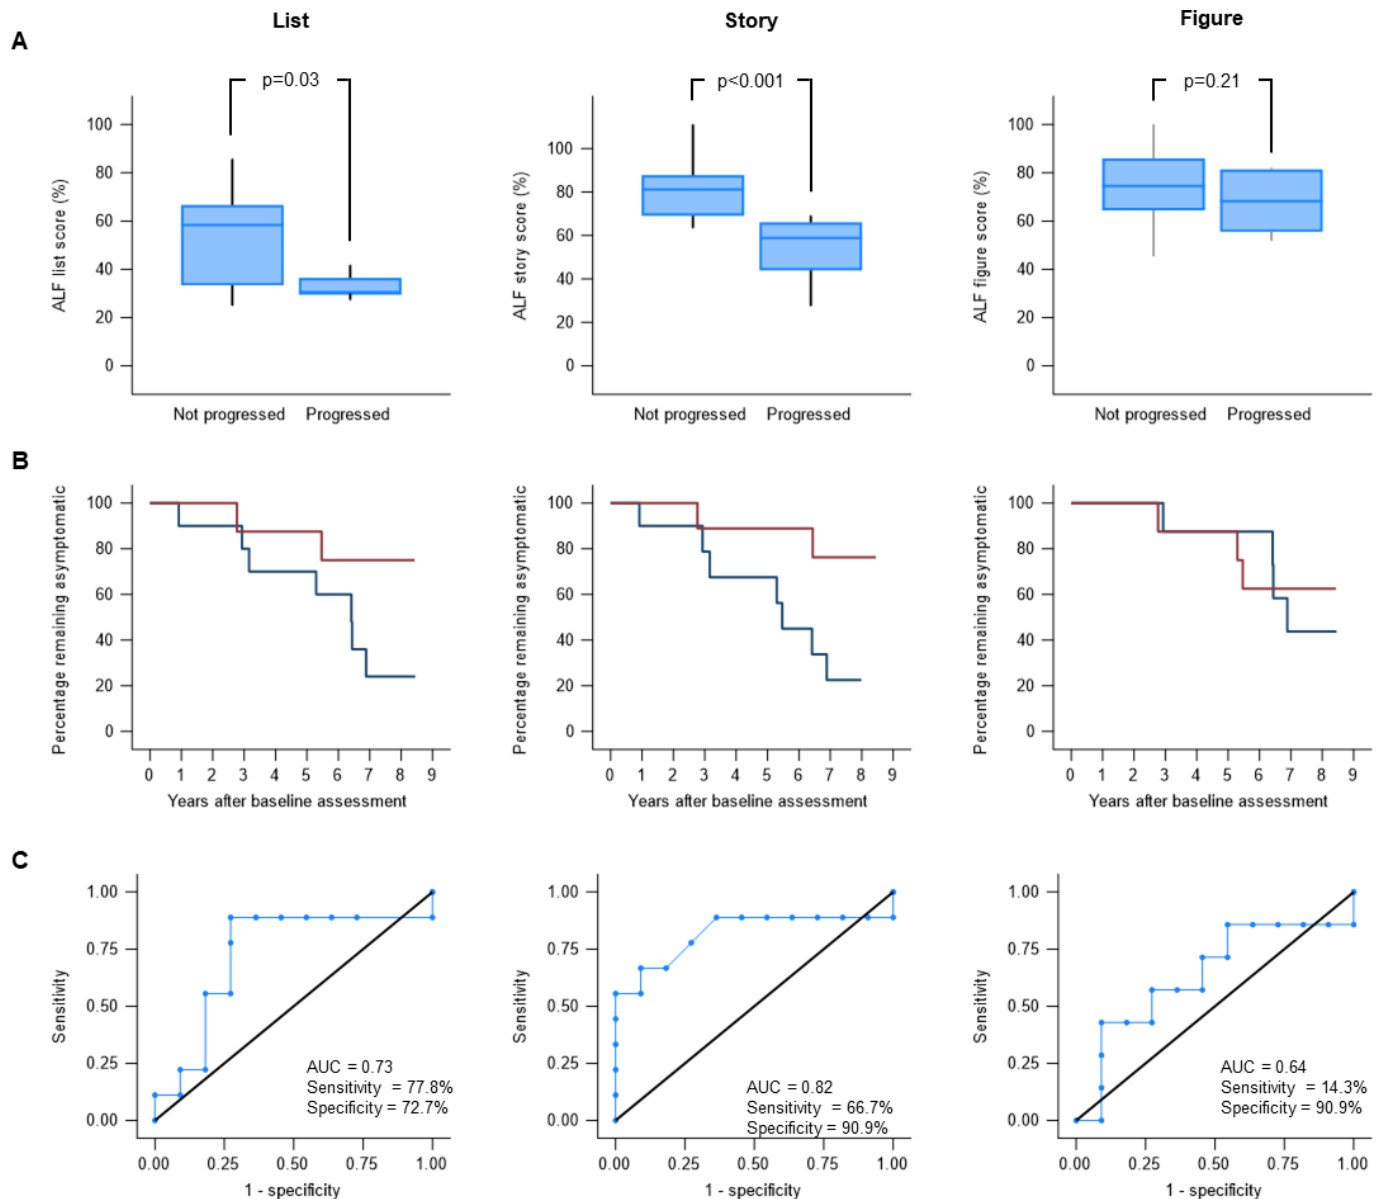 List
Story
Figure
A
p=0.03
p<0.001
p=0.21
ALF list score (%)
100
80
60
40
20
0
Not progressed
Progressed
ALF story score (%)
100
80
60
40
20
0
Not progressed
Progressed
ALF figure score (%)
100
80
60
40
20
0
Not progressed
Progressed
B
Percentage remaining asymptomatic
100
80
60
40
20
0
0 1 2 3 4 5 6 7 8 9
Years after baseline assessment
Percentage remaining asymptomatic
100
80
60
40
20
0
0 1 2 3 4 5 6 7 8 9
Years after baseline assessment
Percentage remaining asymptomatic
100
80
60
40
20
0
0 1 2 3 4 5 6 7 8 9
Years after baseline assessment
C
Sensitivity
1.00
0.75
0.50
0.25
0.00
AUC = 0.73
Sensitivity = 77.8%
Specificity = 72.7%
0.00 0.25 0.50 0.75 1.00
1 - specificity
Sensitivity
1.00
0.75
0.50
0.25
0.00
AUC = 0.82
Sensitivity = 66.7%
Specificity = 90.9%
0.00 0.25 0.50 0.75 1.00
1 - specificity
Sensitivity
1.00
0.75
0.50
0.25
0.00
AUC = 0.64
Sensitivity = 14.3%
Specificity = 90.9%
0.00 0.25 0.50 0.75 1.00
1 - specificity